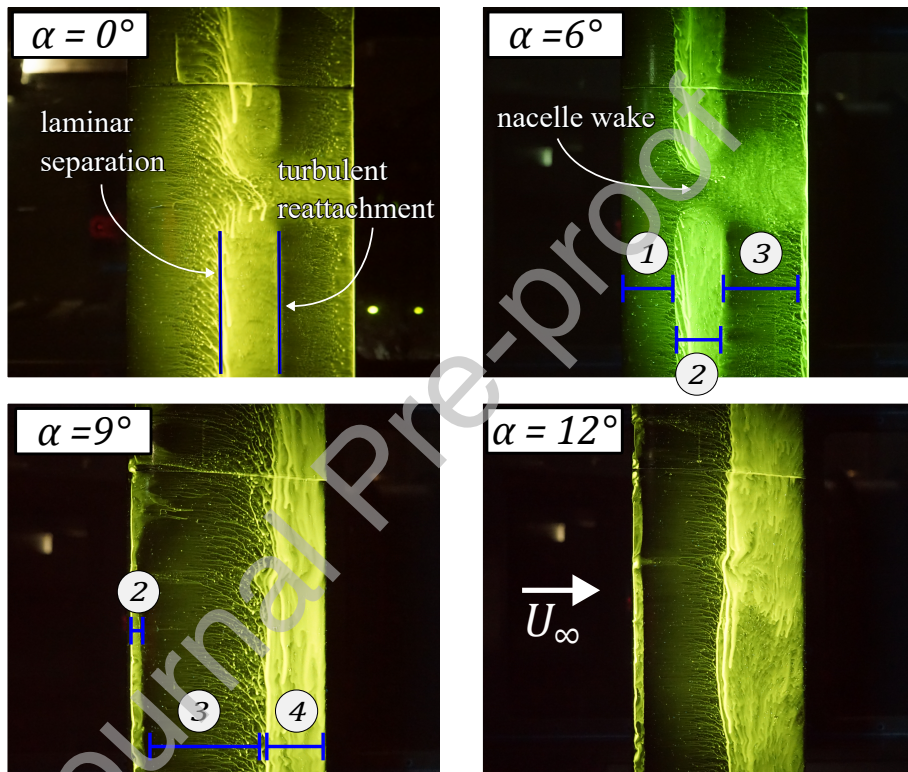 α = 0°
laminar
separation
turbulent
reattachment
α =6°
nacelle wake
1
3
2
α = 9°
2
3
4
α = 12°
U∞
Journal Pre-proof